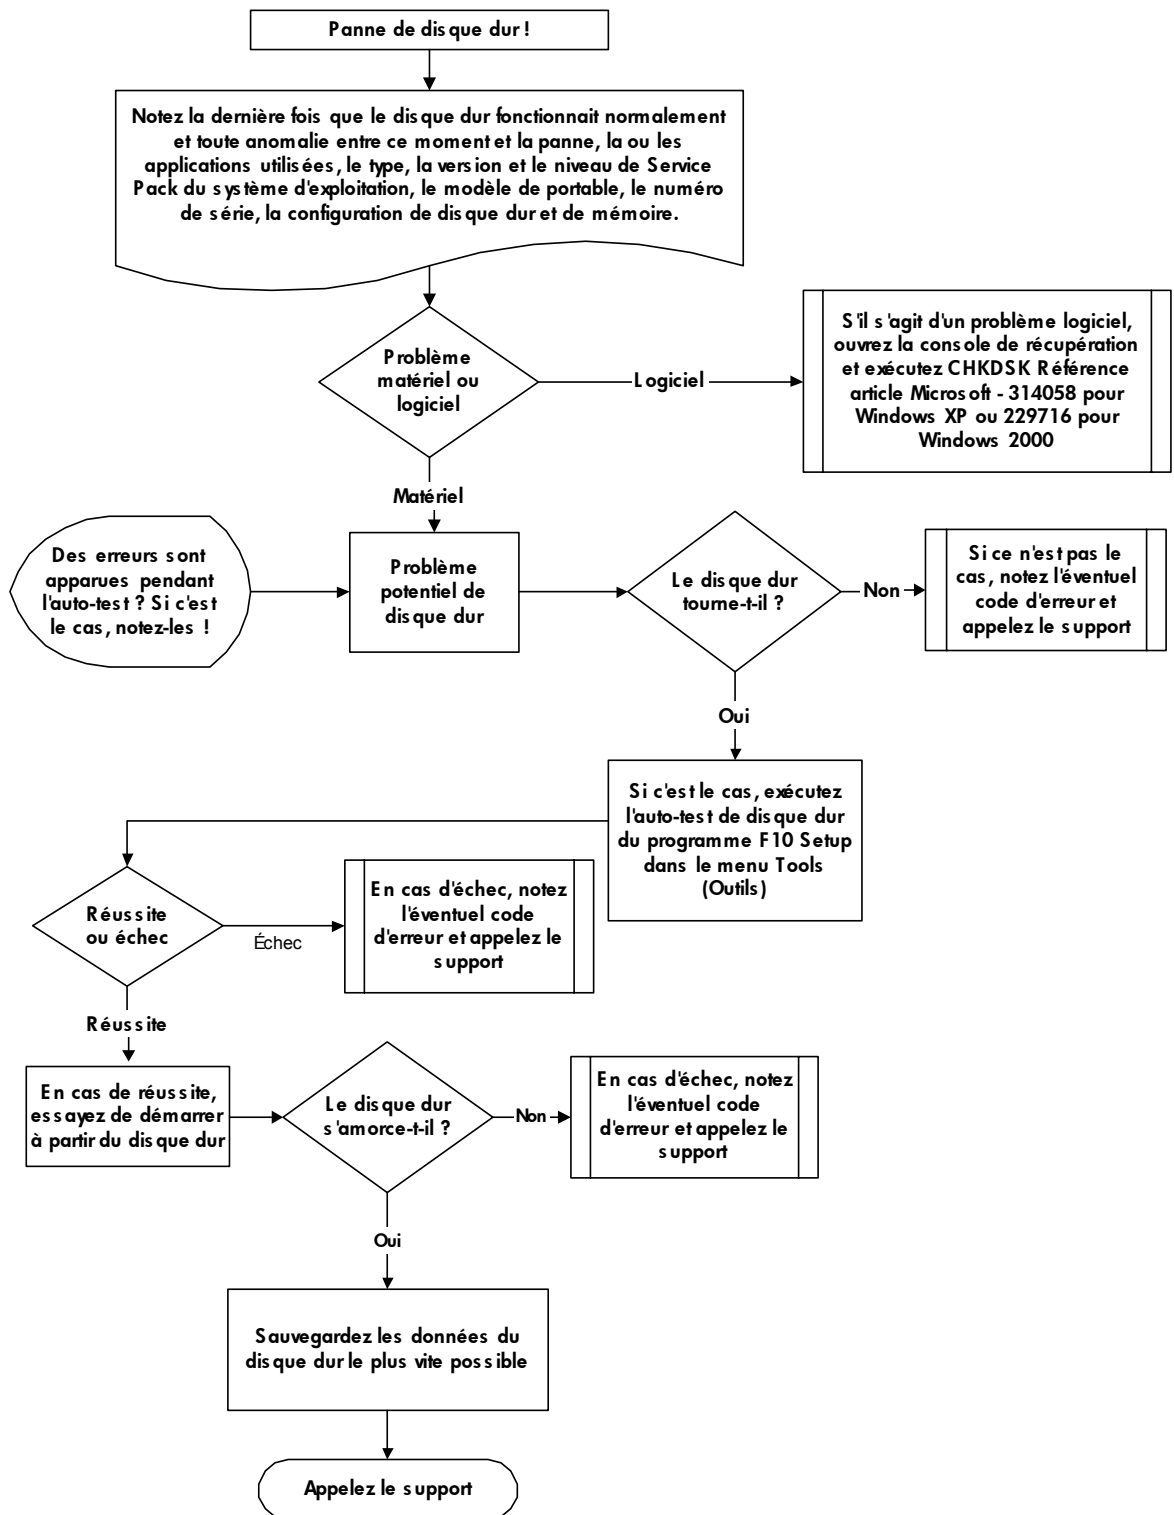 Panne de disque dur !
Notez la dernière fois que le disque dur fonctionnait normalement
et toute anomalie entre ce moment et la panne, la ou les
applications utilisées, le type, la version et le niveau de Service
Pack du système d'exploitation, le modèle de portable, le numéro
de série, la configuration de disque dur et de mémoire.
Problème
matériel ou
logiciel
Logiciel
S'il s'agit d'un problème logiciel,
ouvrez la console de récupération
et exécutez CHKDSK Référence
article Microsoft - 314058 pour
Windows XP ou 229716 pour
Windows 2000
Matériel
Des erreurs sont
apparues pendant
l'auto-test ? Si c'est
le cas, notez-les !
Problème
potentiel de
disque dur
Le disque dur
tourne-t-il ?
Non
Si ce n'est pas le
cas, notez l'éventuel
code d'erreur et
appelez le support
Oui
Si c'est le cas, exécutez
l'auto-test de disque dur
du programme F10 Setup
dans le menu Tools
(Outils)
Réussite
ou échec
Échec
En cas d'échec, notez
l'éventuel code
d'erreur et appelez le
support
Réussite
En cas de réussite,
essayez de démarrer
à partir du disque dur
Le disque dur
s'amorce-t-il ?
Non
En cas d'échec, notez
l'éventuel code
d'erreur et appelez le
support
Oui
Sauvegardez les données du
disque dur le plus vite possible
Appelez le support